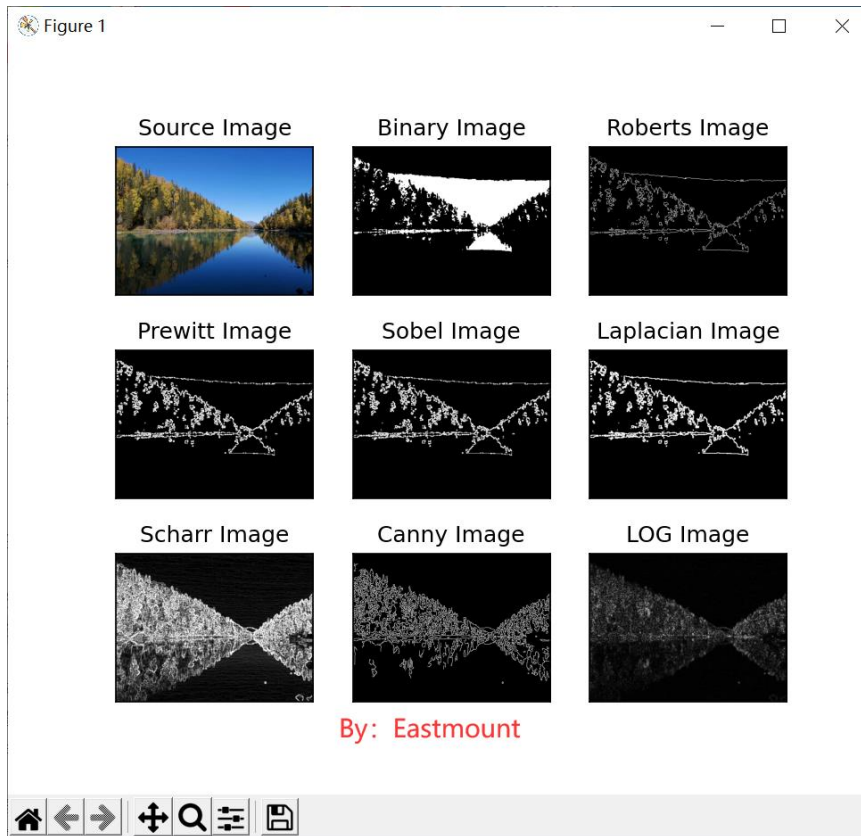 Figure 1
Source Image
Binary Image
Roberts Image
Prewitt Image
Sobel Image
Laplacian Image
Scharr Image
Canny Image
LOG Image
By：Eastmount